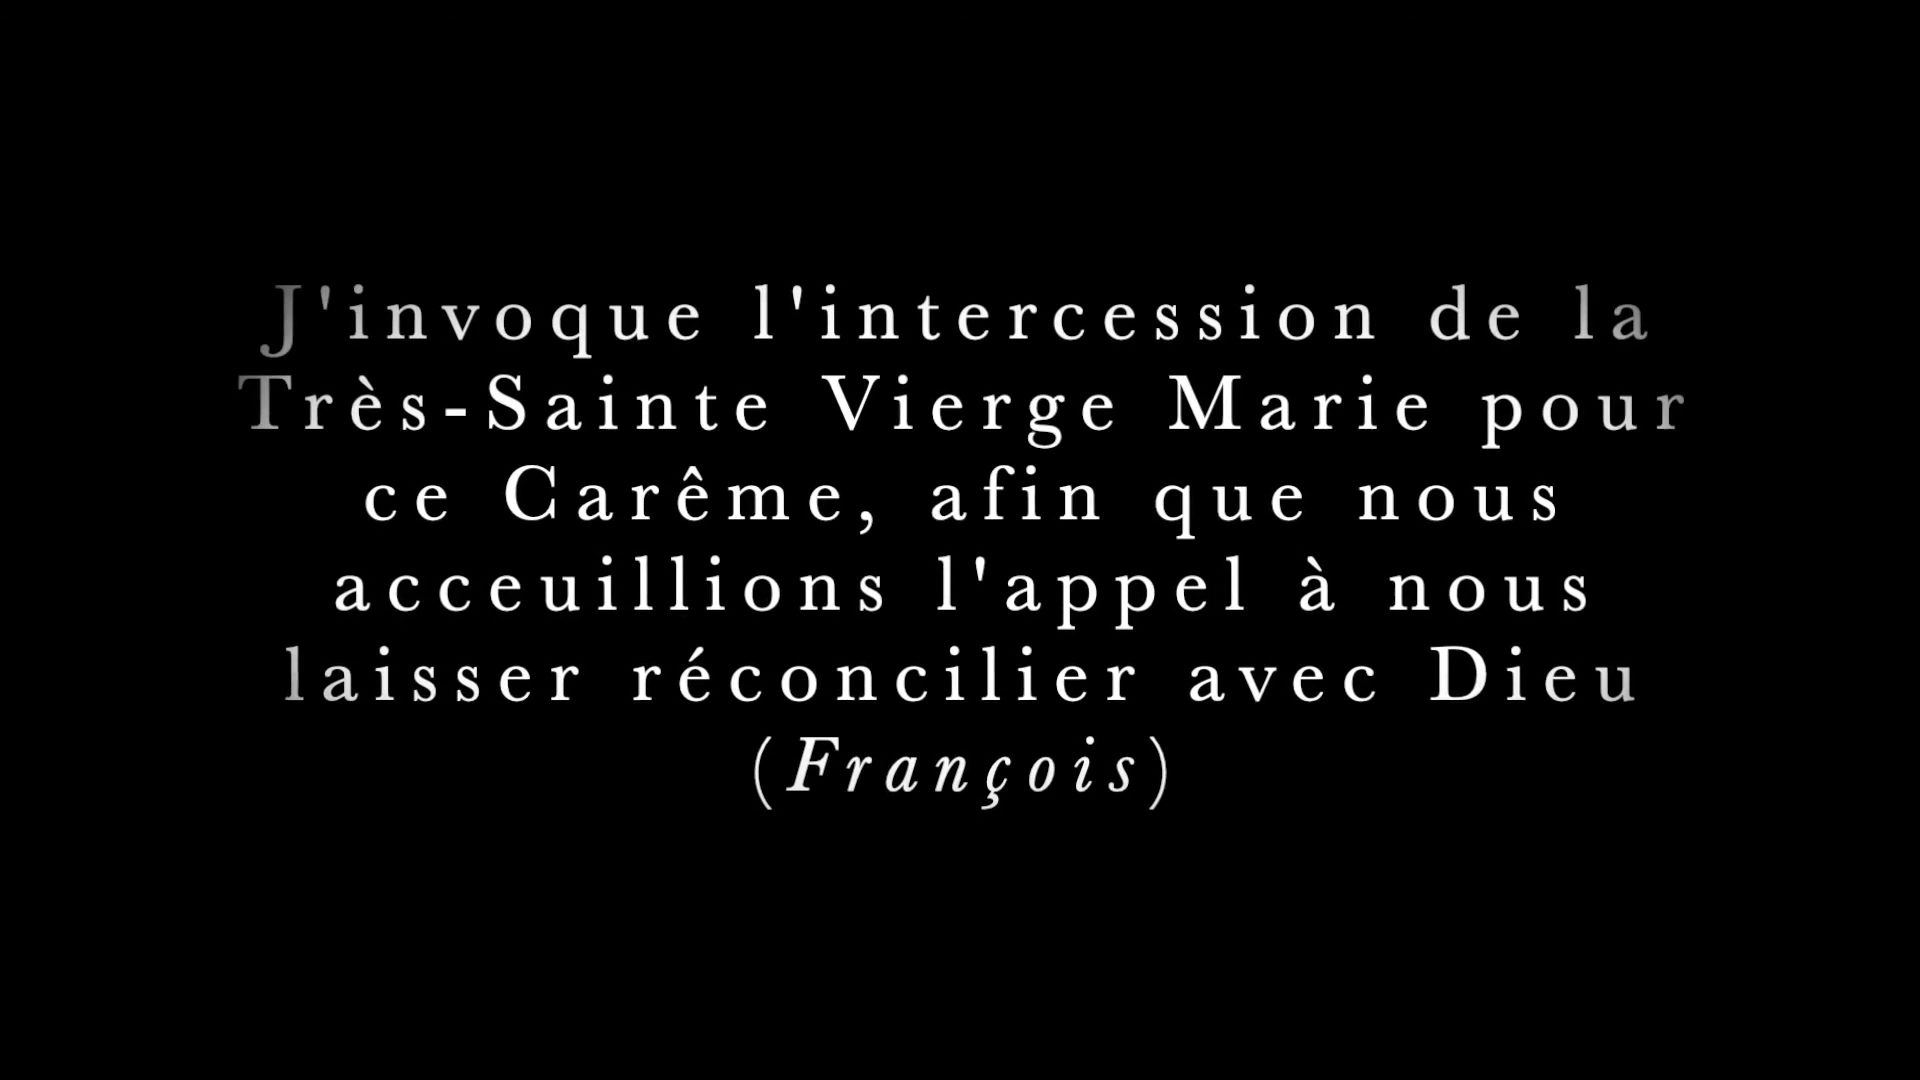 J'invoque l'intercession de la
Très-Sainte Vierge Marie pour
ce Carême, afin que nous
acceuillions l'appel à nous
laisser réconcilier avec Dieu
(François)